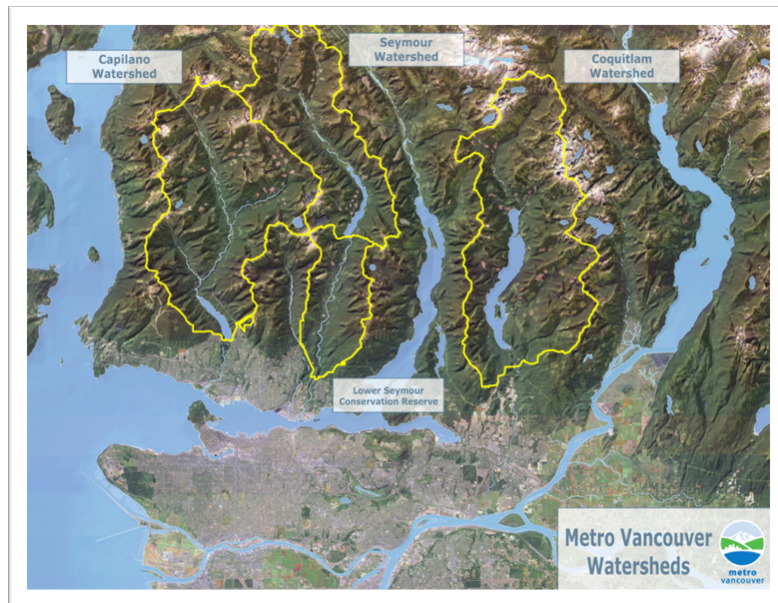 Capilano
Watershed
Seymour
Watershed
Coquitlam
Watershed
Lower Seymour
Conservation Reserve
Metro Vancouver
Watersheds
metro
vancouver